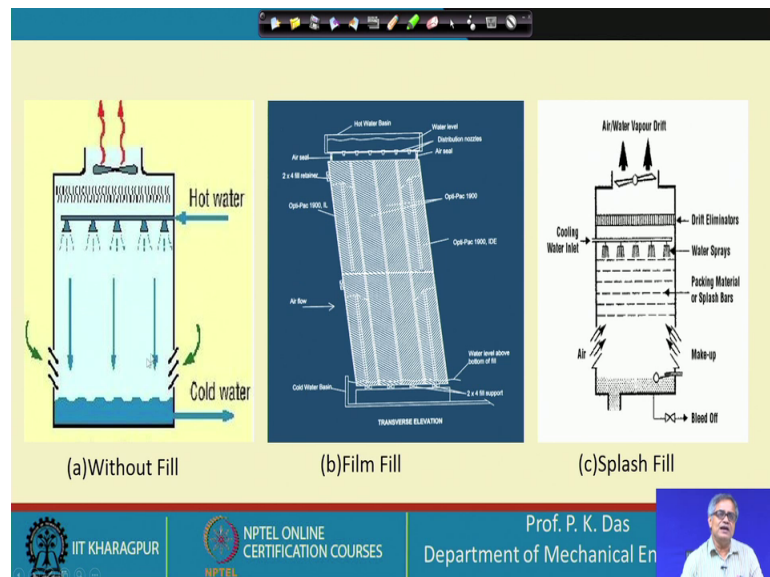 Hot water
Cold water
(a)Without Fill
Hot Water Basin
Water level
Distribution nozzles
Air seal
Air seal
2 x 4 fill retainer
Opti-Pac 1900
Opti-Pac 1900, IL
Opti-Pac 1900, IDE
Air flow
Water level above
bottom of fill
Cold Water Basin
2 x 4 fill support
TRANSVERSE ELEVATION
(b)Film Fill
Air/Water Vapour Drift
Drift Eliminators
Cooling
Water Inlet
Water Sprays
Packing Material
or Splash Bars
Air
Make-up
Bleed Off
(c)Splash Fill
IIT KHARAGPUR
NPTEL
NPTEL ONLINE
CERTIFICATION COURSES
Prof. P. K. Das
Department of Mechanical En